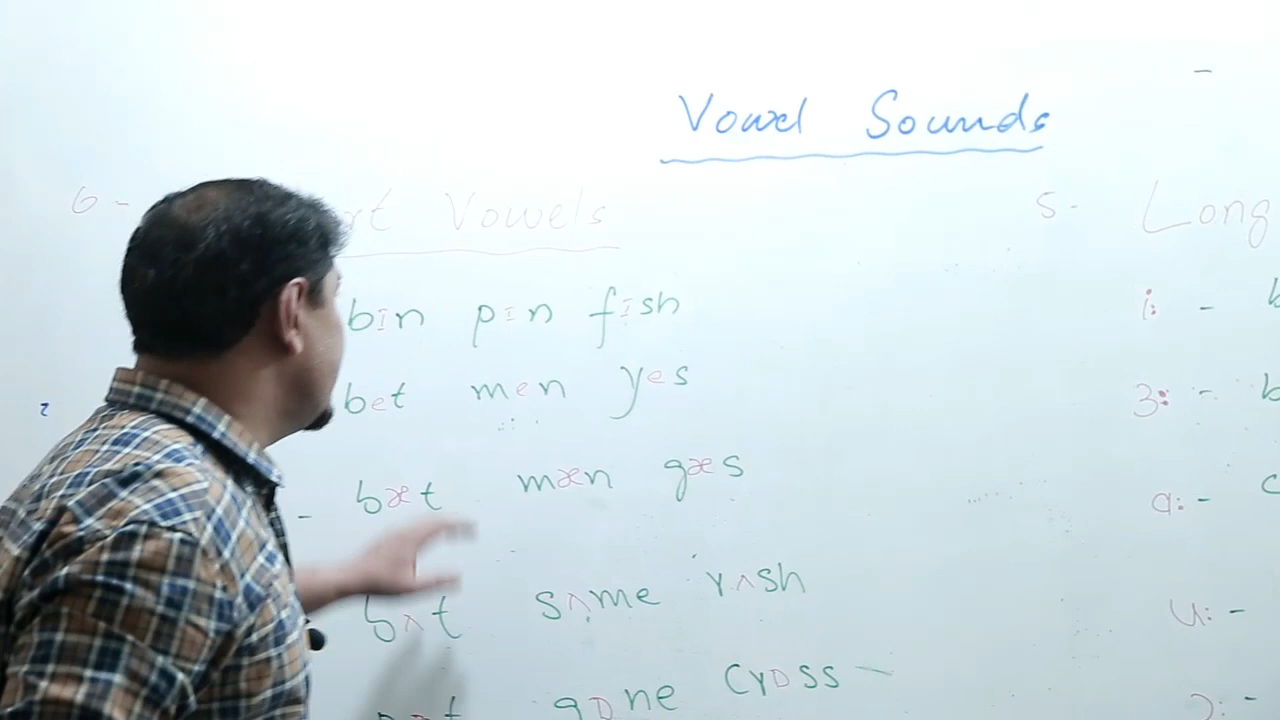 Vowel Sounds
6- rt Vowels
bɪn pɪn fɪsh
bet men yes
bæt mæn gæs
bʌt sʌme rʌsh
gɒne crɒss
5- Long
i: -
3: -
a: -
u: -